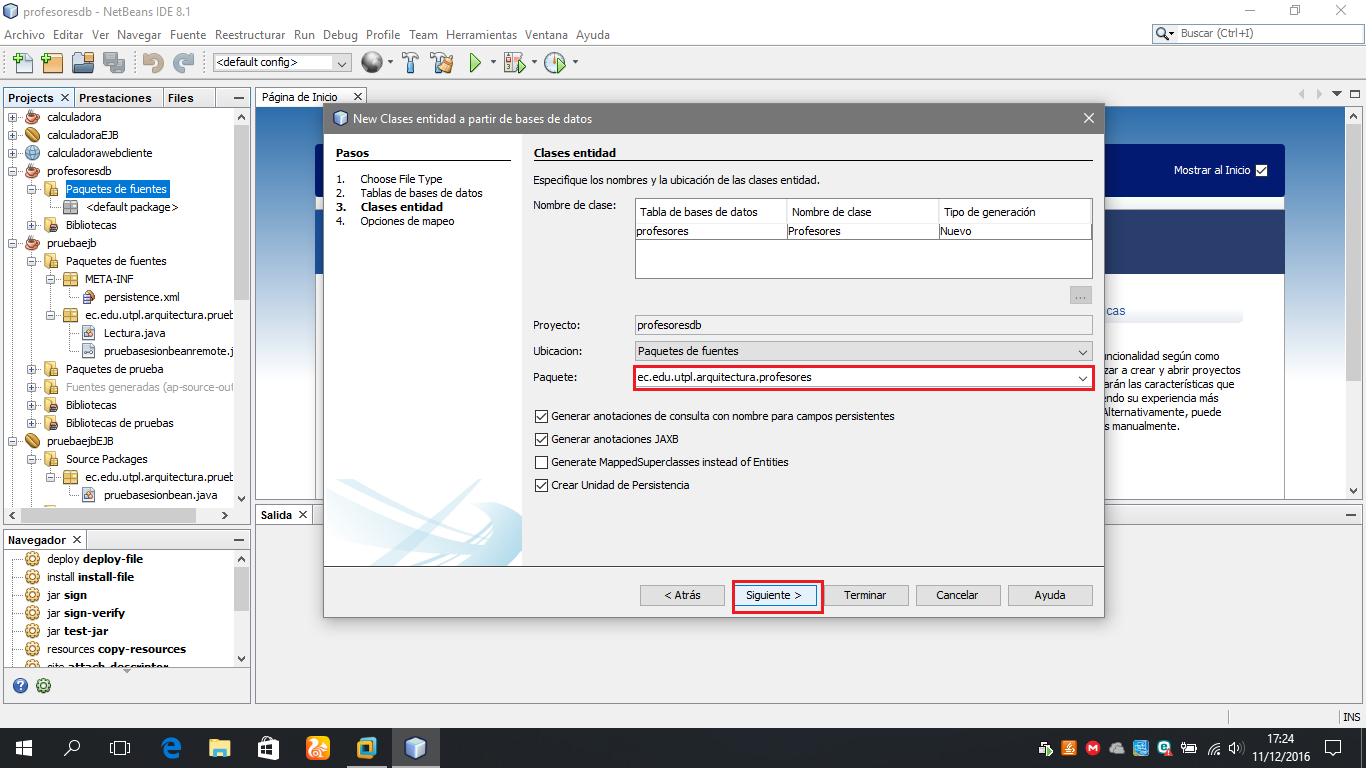 profesoresdb - NetBeans IDE 8.1
Archivo Editar Ver Navegar Fuente Reestructurar Run Debug Profile Team Herramientas Ventana Ayuda
Buscar (Ctrl+I)
<default config>
Projects Prestaciones Files
calculadora
calculadoraEJB
calculadorawebcliente
profesoresdb
Paquetes de fuentes
<default package>
Bibliotecas
pruebaejb
Paquetes de fuentes
META-INF
persistence.xml
ec.edu.utpl.arquitectura.prueb
Lectura.java
pruebasesionbeanremote.j
Paquetes de prueba
Fuentes generadas (ap-source-out
Bibliotecas
Bibliotecas de pruebas
pruebaejbEJB
Source Packages
ec.edu.utpl.arquitectura.prueb
pruebasesionbean.java
Navegador
deploy deploy-file
install install-file
jar sign
jar sign-verify
jar test-jar
resources copy-resources
site attach-descriptor
Página de Inicio
Mostrar al Inicio
cas
uncionalidad según como
zar a crear y abrir proyectos
arán las características que
endo su experiencia más
Alternativamente, puede
s manualmente.
Salida
New Clases entidad a partir de bases de datos
Pasos
1. Choose File Type
2. Tablas de bases de datos
3. Clases entidad
4. Opciones de mapeo
Clases entidad
Especifique los nombres y la ubicación de las clases entidad.
Nombre de clase:
Tabla de bases de datos Nombre de clase Tipo de generación
profesores Profesores Nuevo
...
Proyecto: profesoresdb
Ubicacion: Paquetes de fuentes
Paquete: ec.edu.utpl.arquitectura.profesores
Generar anotaciones de consulta con nombre para campos persistentes
Generar anotaciones JAXB
Generate MappedSuperclasses instead of Entities
Crear Unidad de Persistencia
< Atrás Siguiente > Terminar Cancelar Ayuda
INS
17:24
11/12/2016